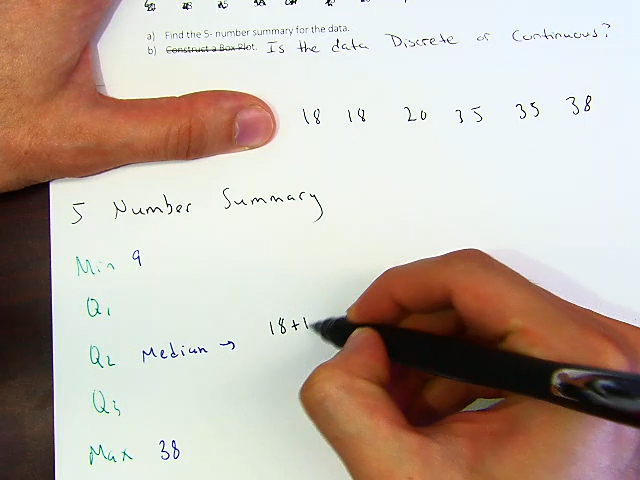 a) Find the 5- number summary for the data.
b) Construct a Box Plot. Is the data Discrete or Continuous?
18 18 20 35 35 38
5 Number Summary
Min 9
Q1
18+1
Q2 Median →
Q3
Max 38